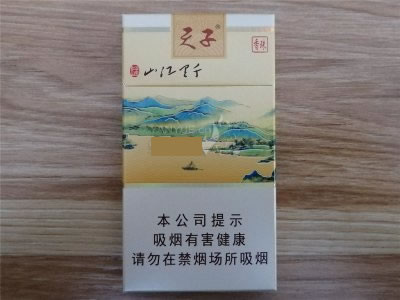 天子®
香烤
千里江山
本公司提示
吸烟有害健康
请勿在禁烟场所吸烟